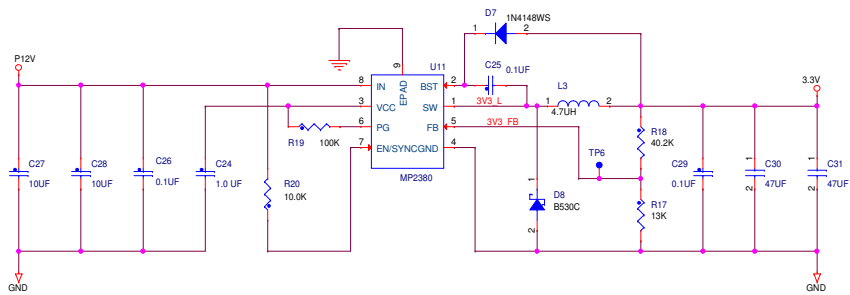 D7
1N4148WS
1
2
P12V
9
U11
C25
0.1UF
L3
3.3V
8
IN
EPAD
BST
2
3
VCC
SW
1
3V3_L
1
2
4.7UH
6
PG
FB
5
3V3_FB
R19
100K
7
EN/SYNC
GND
4
MP2380
TP6
R18
40.2K
C27
10UF
C28
10UF
C26
0.1UF
C24
1.0 UF
R20
10.0K
1
D8
B530C
2
R17
13K
C29
0.1UF
1
C30
47UF
2
1
C31
47UF
2
GND
GND